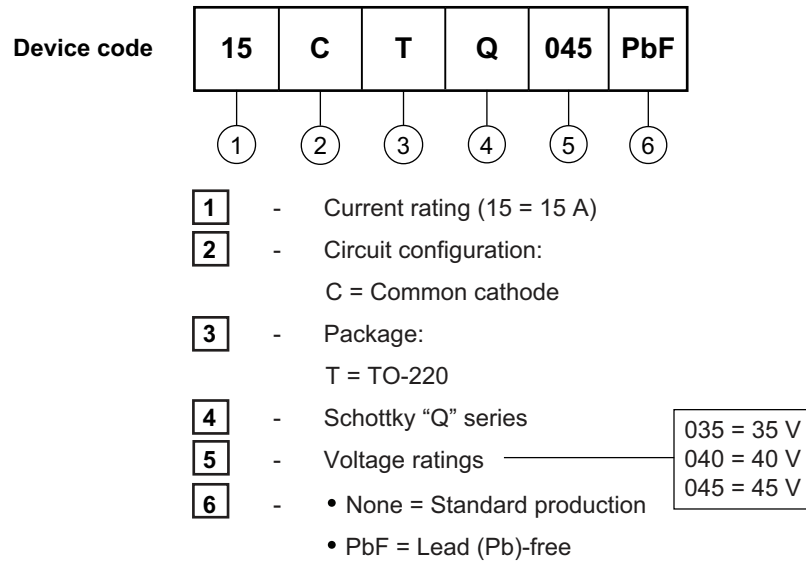 Device code 15 C T Q 045 PbF
1 2 3 4 5 6
1 - Current rating (15 = 15 A)
2 - Circuit configuration:
C = Common cathode
3 - Package:
T = TO-220
4 - Schottky “Q” series
5 - Voltage ratings
035 = 35 V
040 = 40 V
045 = 45 V
6 - • None = Standard production
• PbF = Lead (Pb)-free